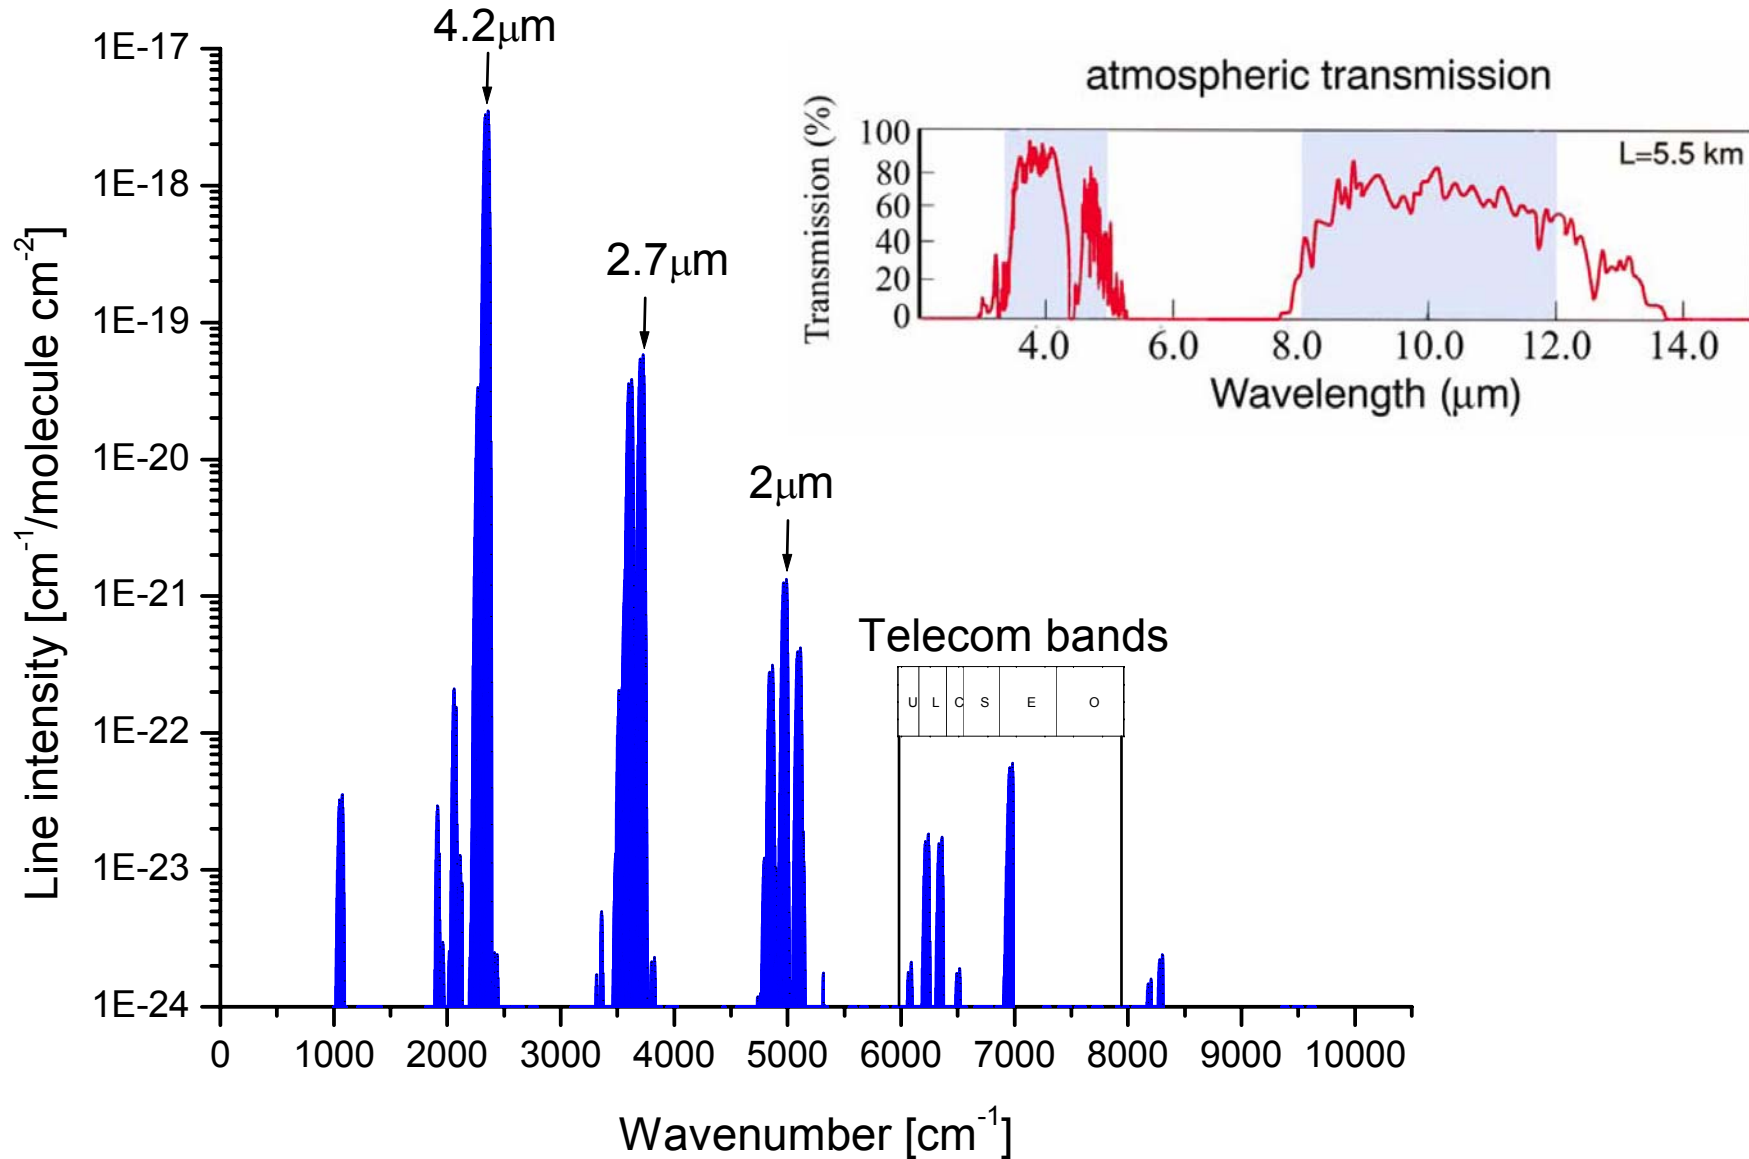 4.2μm
1E-17
1E-18
1E-19
1E-20
1E-21
1E-22
1E-23
1E-24
Line intensity [cm⁻¹/molecule cm⁻²]
2.7μm
2μm
Telecom bands
U L C S E O
0 1000 2000 3000 4000 5000 6000 7000 8000 9000 10000
Wavenumber [cm⁻¹]
atmospheric transmission
Transmission (%)
100
80
60
40
20
0
L=5.5 km
4.0 6.0 8.0 10.0 12.0 14.0
Wavelength (μm)